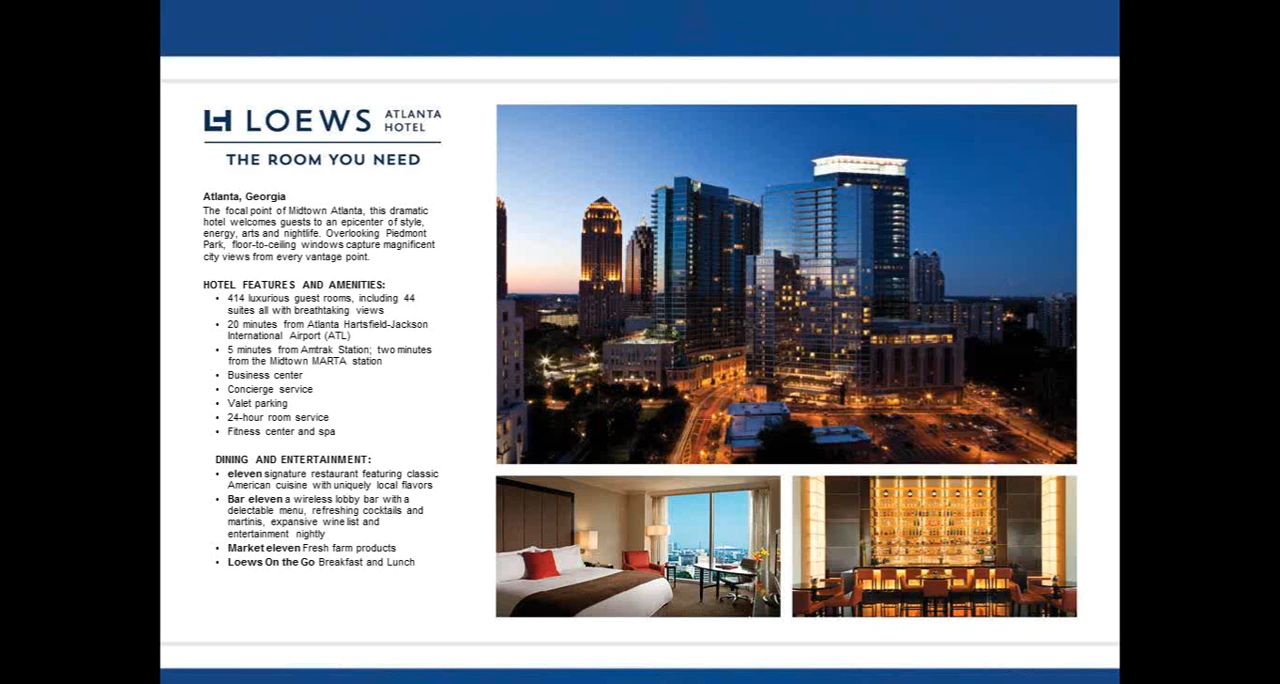 LOEWS ATLANTA HOTEL
THE ROOM YOU NEED
Atlanta, Georgia
The focal point of Midtown Atlanta, this dramatic
hotel welcomes guests to an epicenter of style,
energy, arts and nightlife. Overlooking Piedmont
Park, floor-to-ceiling windows capture magnificent
city views from every vantage point.
HOTEL FEATURES AND AMENITIES:
• 414 luxurious guest rooms, including 44
suites all with breathtaking views
• 20 minutes from Atlanta Hartsfield-Jackson
International Airport (ATL)
• 5 minutes from Amtrak Station; two minutes
from the Midtown MARTA station
• Business center
• Concierge service
• Valet parking
• 24-hour room service
• Fitness center and spa
DINING AND ENTERTAINMENT:
• eleven signature restaurant featuring classic
American cuisine with uniquely local flavors
• Bar eleven a wireless lobby bar with a
delectable menu, refreshing cocktails and
martinis, expansive wine list and
entertainment nightly
• Market eleven Fresh farm products
• Loews On the Go Breakfast and Lunch